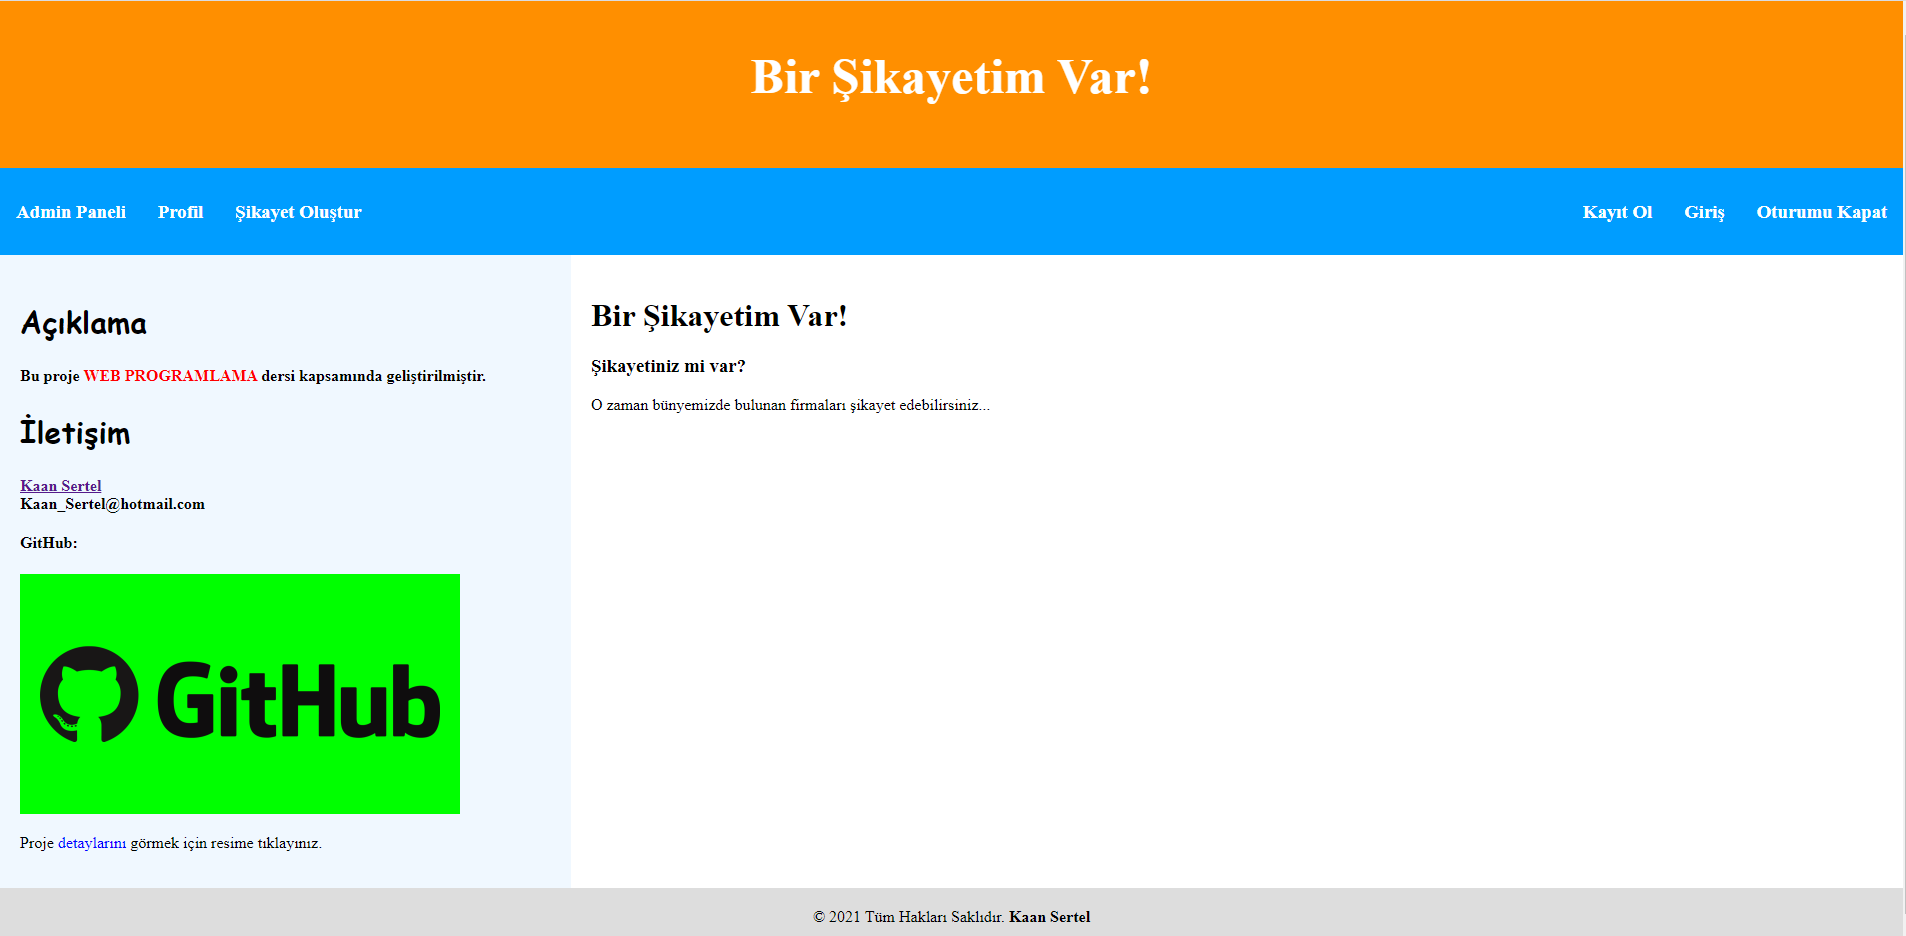 Bir Şikayetim Var!
Admin Paneli Profil Şikayet Oluştur Kayıt Ol Giriş Oturumu Kapat
Açıklama
Bu proje WEB PROGRAMLAMA dersi kapsamında geliştirilmiştir.
İletişim
Kaan Sertel
Kaan_Sertel@hotmail.com
GitHub:
GitHub
Proje detaylarını görmek için resime tıklayınız.
Bir Şikayetim Var!
Şikayetiniz mi var?
O zaman bünyemizde bulunan firmaları şikayet edebilirsiniz...
© 2021 Tüm Hakları Saklıdır. Kaan Sertel